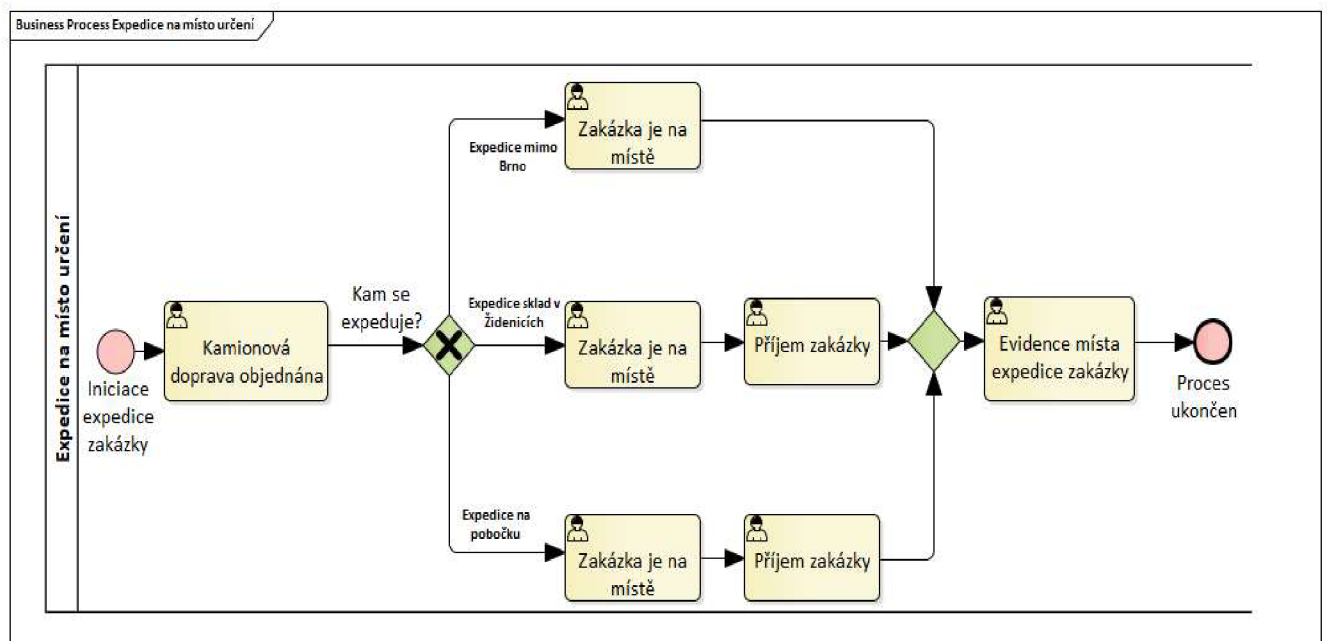 Business Process Expedice na místo určení
Expedice na místo určení
Iniciace
expedice
zakázky
Kamionová
doprava objednána
Kam se
expeduje?
Expedice mimo
Brno
Zakázka je na
místě
Expedice sklad v
Židenicích
Zakázka je na
místě
Příjem zakázky
Expedice na
pobočku
Zakázka je na
místě
Příjem zakázky
Evidence místa
expedice zakázky
Proces
ukončen